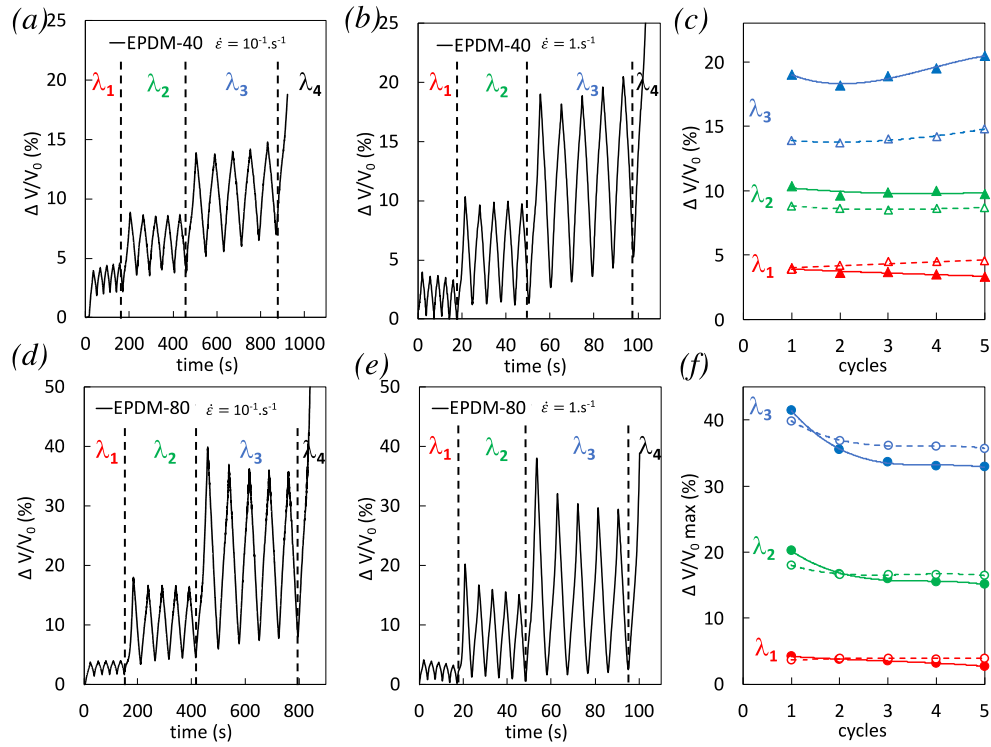 (a)
EPDM-40 ε̇ = 10⁻¹.s⁻¹
λ₁ λ₂ λ₃ λ₄
25
20
15
10
5
0
Δ V/V₀ (%)
0 200 400 600 800 1000
time (s)
(b)
EPDM-40 ε̇ = 1.s⁻¹
λ₁ λ₂ λ₃ λ₄
25
20
15
10
5
0
Δ V/V₀ (%)
0 20 40 60 80 100
time (s)
(c)
λ₃
λ₂
λ₁
20
15
10
5
0
Δ V/V₀ (%)
0 1 2 3 4 5
cycles
(d)
EPDM-80 ε̇ = 10⁻¹.s⁻¹
λ₁ λ₂ λ₃ λ₄
50
40
30
20
10
0
Δ V/V₀ (%)
0 200 400 600 800
time (s)
(e)
EPDM-80 ε̇ = 1.s⁻¹
λ₁ λ₂ λ₃ λ₄
50
40
30
20
10
0
Δ V/V₀ (%)
0 20 40 60 80 100
time (s)
(f)
λ₃
λ₂
λ₁
40
30
20
10
0
Δ V/V₀ max (%)
0 1 2 3 4 5
cycles